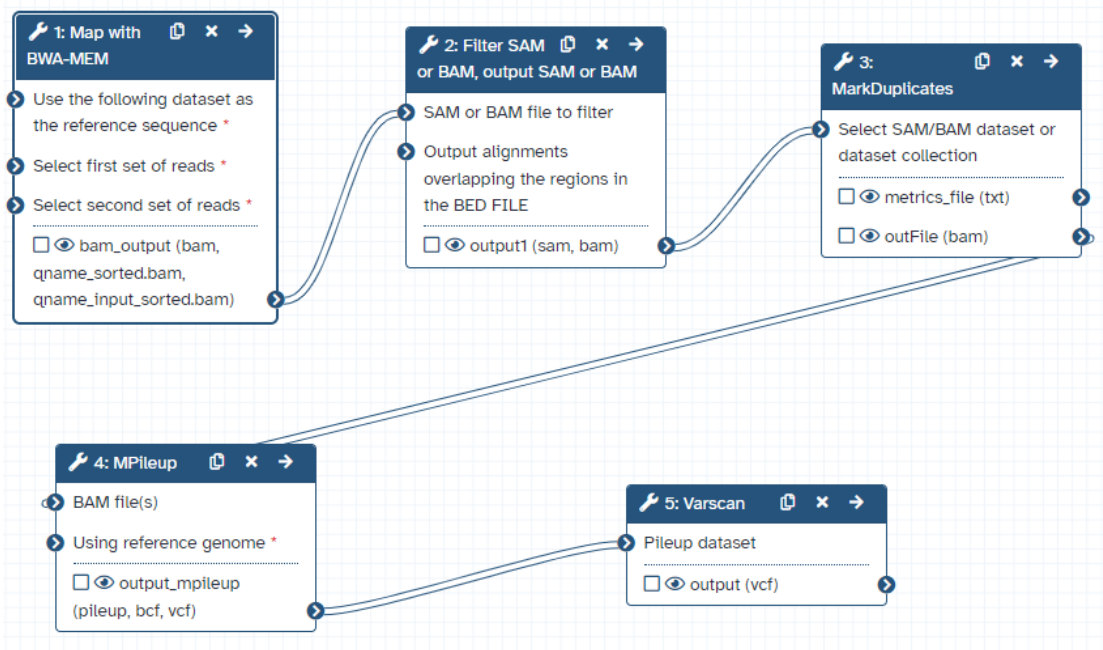 1: Map with
BWA-MEM
Use the following dataset as
the reference sequence *
Select first set of reads *
Select second set of reads *
bam_output (bam,
qname_sorted.bam,
qname_input_sorted.bam)
2: Filter SAM
or BAM, output SAM or BAM
SAM or BAM file to filter
Output alignments
overlapping the regions in
the BED FILE
output1 (sam, bam)
3:
MarkDuplicates
Select SAM/BAM dataset or
dataset collection
metrics_file (txt)
outFile (bam)
4: MPileup
BAM file(s)
Using reference genome *
output_mpileup
(pileup, bcf, vcf)
5: Varscan
Pileup dataset
output (vcf)